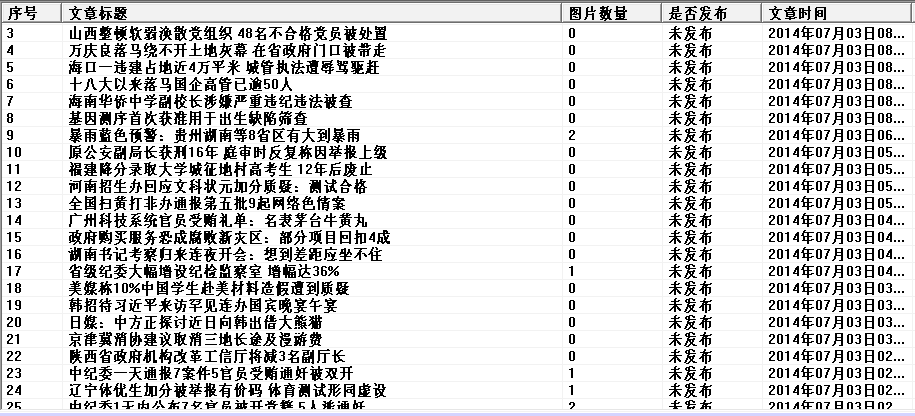 序号 文章标题 图片数量 是否发布 文章时间
3 山西整顿软弱涣散党组织 48名不合格党员被处置 0 未发布 2014年07月03日08...
4 万庆良落马绕不开土地灰幕 在省政府门口被带走 0 未发布 2014年07月03日08...
5 海口一违建占地近4万平米 城管执法遭辱骂驱赶 0 未发布 2014年07月03日08...
6 十八大以来落马国企高管已逾50人 0 未发布 2014年07月03日08...
7 海南华侨中学副校长涉嫌严重违纪违法被查 0 未发布 2014年07月03日08...
8 基因测序首次获准用于出生缺陷筛查 0 未发布 2014年07月03日08...
9 暴雨蓝色预警：贵州湖南等8省区有大到暴雨 2 未发布 2014年07月03日06...
10 原公安副局长获刑16年 庭审时反复称因举报上级 0 未发布 2014年07月03日05...
11 福建降分录取大学城征地村高考生 12年后废止 0 未发布 2014年07月03日05...
12 河南招生办回应文科状元加分质疑：测试合格 0 未发布 2014年07月03日05...
13 全国扫黄打非办通报第五批9起网络色情案 0 未发布 2014年07月03日05...
14 广州科技系统官员受贿礼单：名表茅台牛黄丸 0 未发布 2014年07月03日04...
15 政府购买服务恐成腐败新灾区：部分项目回扣4成 0 未发布 2014年07月03日04...
16 湖南书记考察归来连夜开会：想到差距应坐不住 0 未发布 2014年07月03日04...
17 省级纪委大幅增设纪检监察室 增幅达36% 1 未发布 2014年07月03日04...
18 美媒称10%中国学生赴美材料造假遭到质疑 0 未发布 2014年07月03日03...
19 韩招待习近平来访罕见连办国宾晚宴午宴 0 未发布 2014年07月03日03...
20 日媒：中方正探讨近日向韩出借大熊猫 0 未发布 2014年07月03日03...
21 京津冀消协建议取消三地长途及漫游费 0 未发布 2014年07月03日03...
22 陕西省政府机构改革工信厅将减3名副厅长 0 未发布 2014年07月03日02...
23 中纪委一天通报7案件5官员受贿通奸被双开 1 未发布 2014年07月03日02...
24 辽宁体优生加分被举报有价码 体育测试形同虚设 1 未发布 2014年07月03日02...
25 中纪委1天内公布7名官员被开党籍 5人涉通奸 2 未发布 2014年07月03日02...